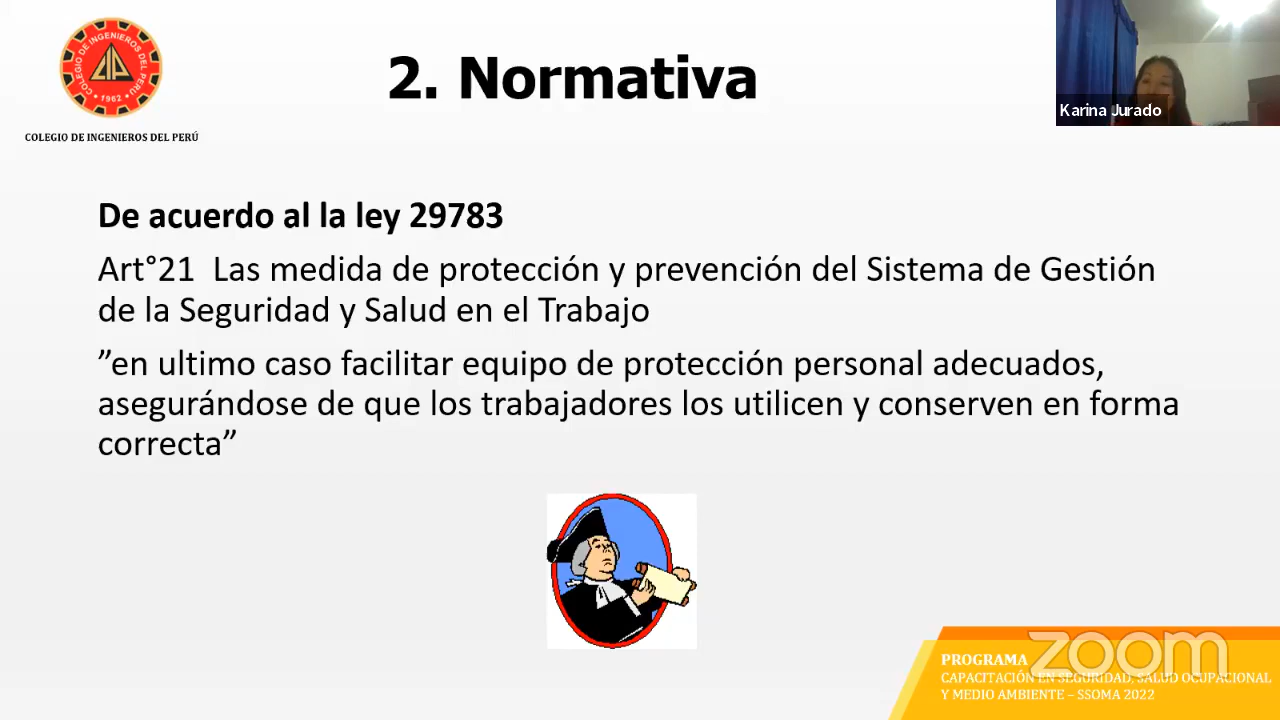 COLEGIO DE INGENIEROS DEL PERÚ
1962
COLEGIO DE INGENIEROS DEL PERÚ
2. Normativa
Karina Jurado
De acuerdo al la ley 29783
Art°21  Las medida de protección y prevención del Sistema de Gestión
de la Seguridad y Salud en el Trabajo
”en ultimo caso facilitar equipo de protección personal adecuados,
asegurándose de que los trabajadores los utilicen y conserven en forma
correcta”
zoom
PROGRAMA
CAPACITACIÓN EN SEGURIDAD, SALUD OCUPACIONAL
Y MEDIO AMBIENTE – SSOMA 2022